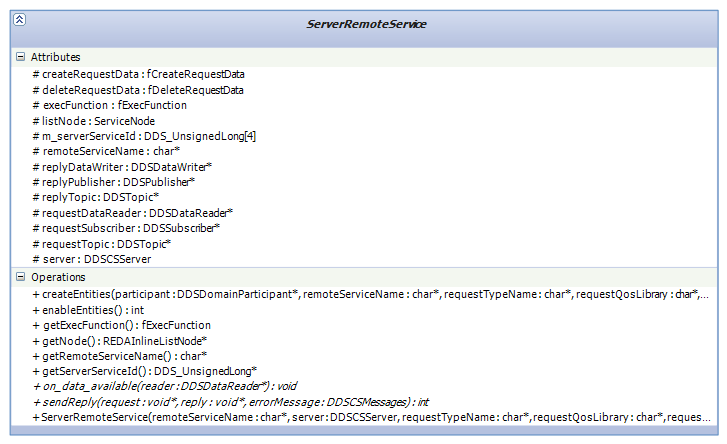 ServerRemoteService
Attributes
# createRequestData : fCreateRequestData
# deleteRequestData : fDeleteRequestData
# execFunction : fExecFunction
# listNode : ServiceNode
# m_serverServiceId : DDS_UnsignedLong[4]
# remoteServiceName : char*
# replyDataWriter : DDSDataWriter*
# replyPublisher : DDSPublisher*
# replyTopic : DDSTopic*
# requestDataReader : DDSDataReader*
# requestSubscriber : DDSSubscriber*
# requestTopic : DDSTopic*
# server : DDSCSServer
Operations
+ createEntities(participant : DDSDomainParticipant*, remoteServiceName : char*, requestTypeName : char*, requestQosLibrary : char*,...
+ enableEntities() : int
+ getExecFunction() : fExecFunction
+ getNode() : REDAInlineListNode*
+ getRemoteServiceName() : char*
+ getServerServiceId() : DDS_UnsignedLong*
+ on_data_available(reader : DDSDataReader*) : void
+ sendReply(request : void*, reply : void*, errorMessage : DDSCSMessages) : int
+ ServerRemoteService(remoteServiceName : char*, server : DDSCSServer, requestTypeName : char*, requestQosLibrary : char*, reques...